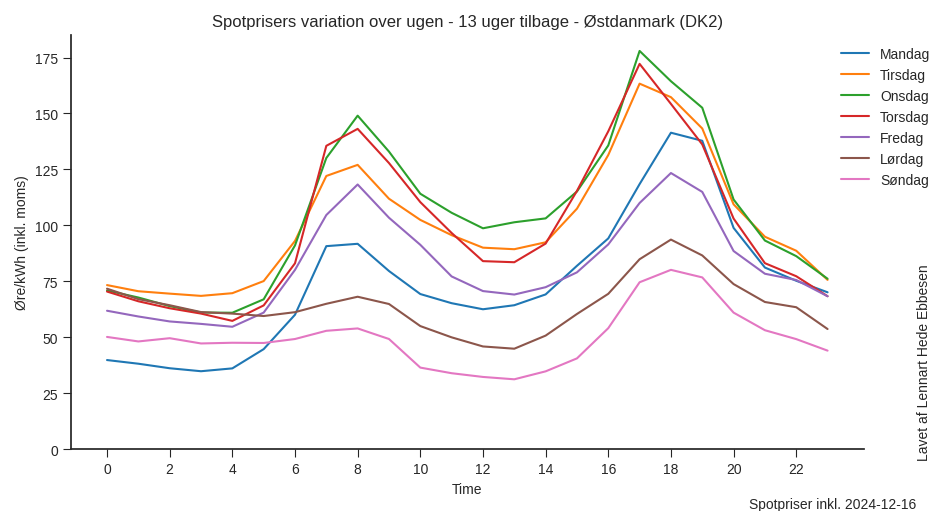 Spotprisers variation over ugen - 13 uger tilbage - Østdanmark (DK2)
Øre/kWh (inkl. moms)
175
150
125
100
75
50
25
0
0 2 4 6 8 10 12 14 16 18 20 22
Time
Mandag
Tirsdag
Onsdag
Torsdag
Fredag
Lørdag
Søndag
Lavet af Lennart Hede Ebbesen
Spotpriser inkl. 2024-12-16